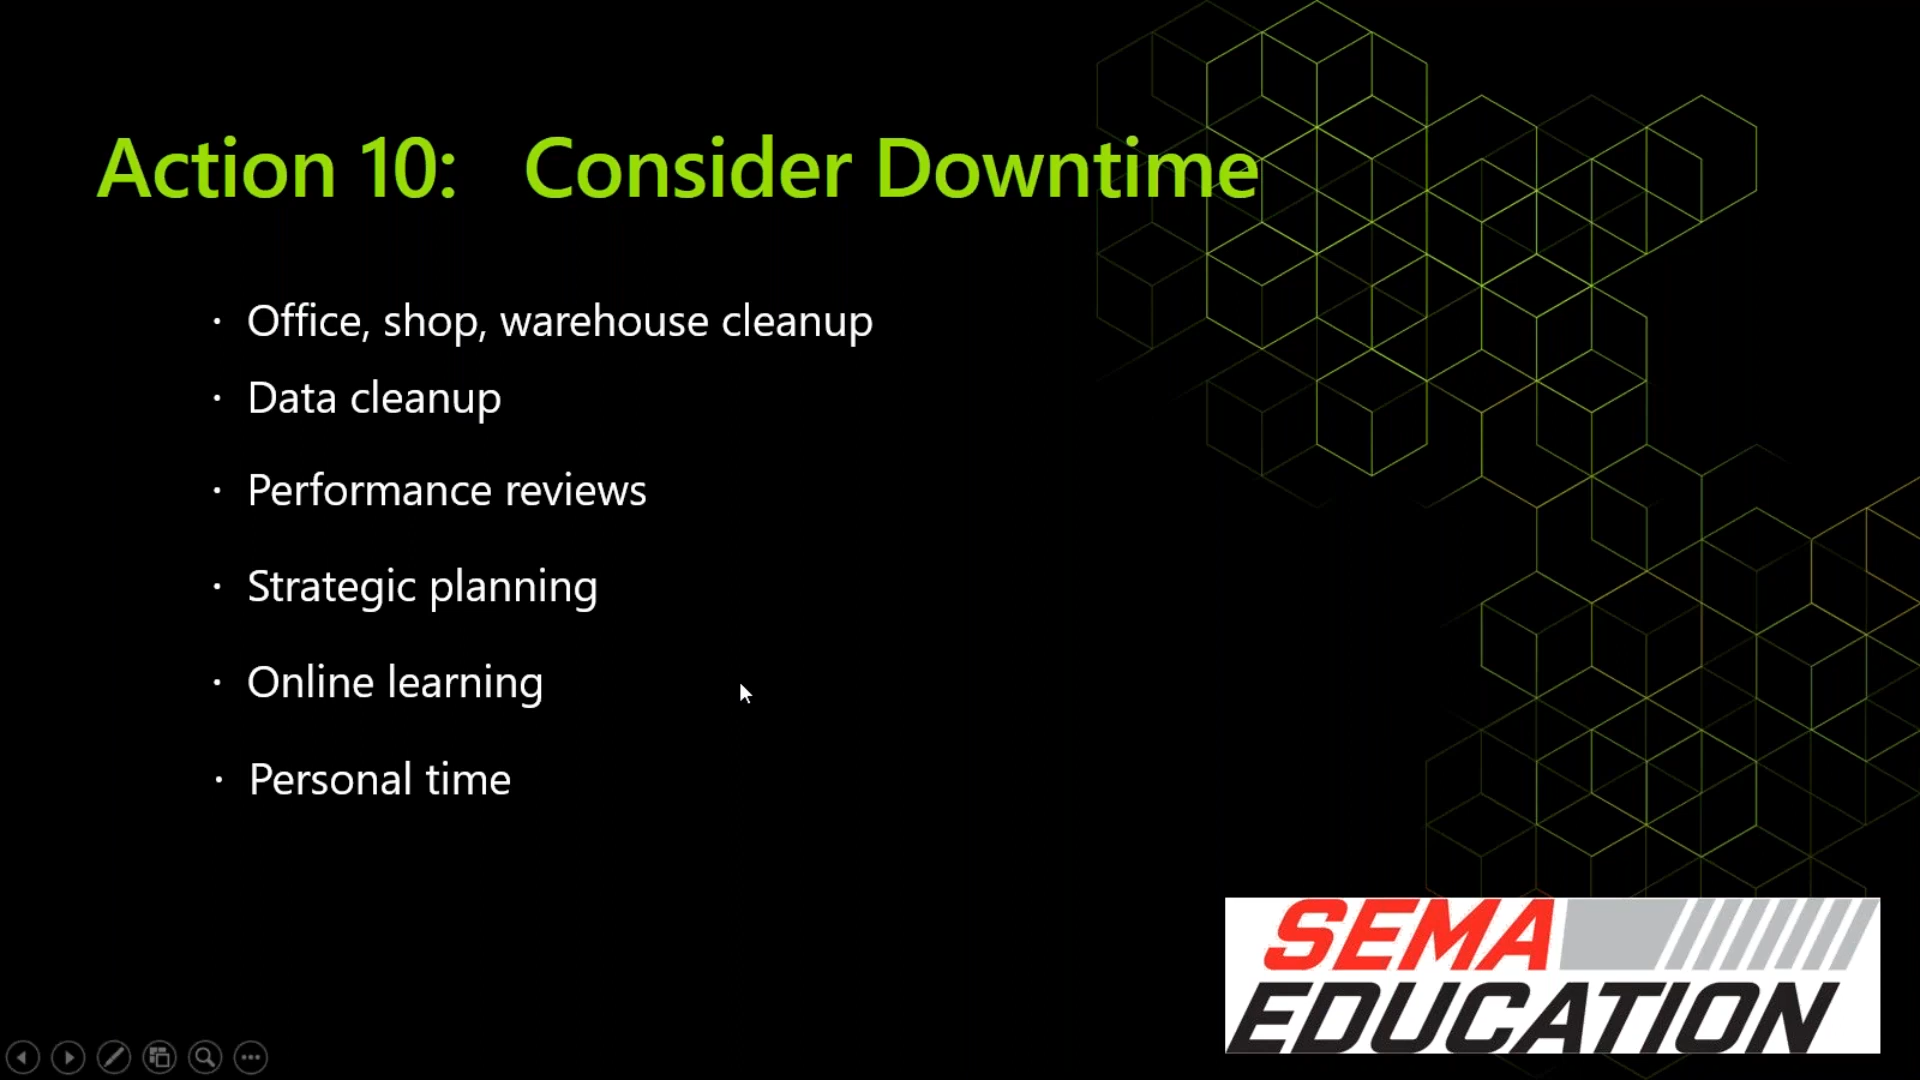 Action 10: Consider Downtime
· Office, shop, warehouse cleanup
· Data cleanup
· Performance reviews
· Strategic planning
· Online learning
· Personal time
SEMA
EDUCATION